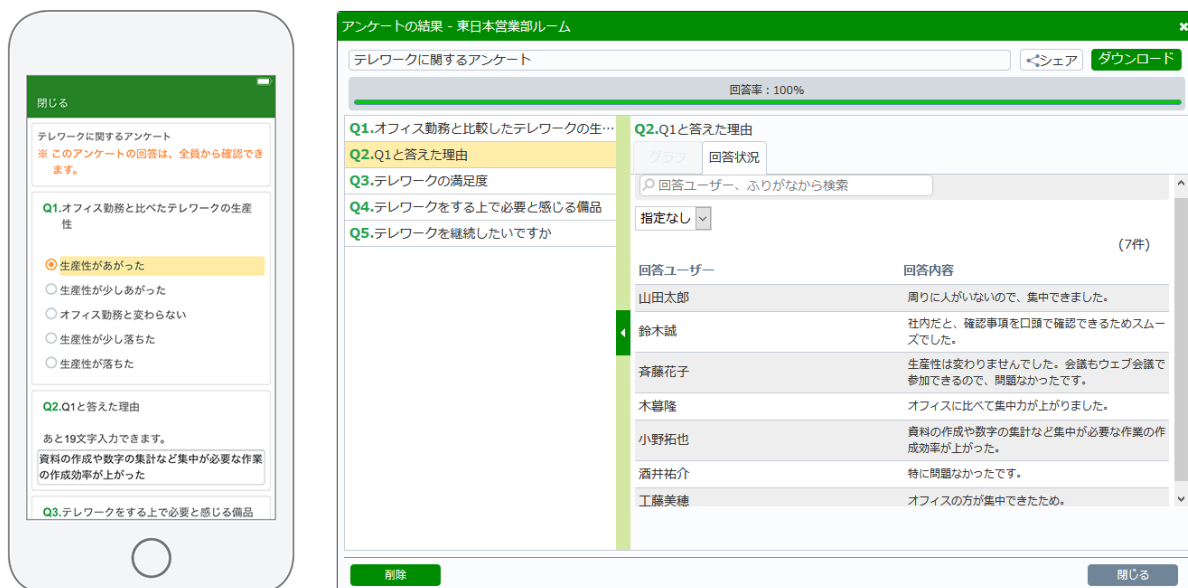 閉じる
テレワークに関するアンケート
※ このアンケートの回答は、全員から確認でき
ます。
Q1.オフィス勤務と比べたテレワークの生産
性
生産性があがった
生産性が少しあがった
オフィス勤務と変わらない
生産性が少し落ちた
生産性が落ちた
Q2.Q1と答えた理由
あと19文字入力できます。
資料の作成や数字の集計など集中が必要な作業
の作成効率が上がった
Q3.テレワークをする上で必要と感じる備品
アンケートの結果 - 東日本営業部ルーム
テレワークに関するアンケート
シェア
ダウンロード
回答率：100%
Q1.オフィス勤務と比較したテレワークの生…
Q2.Q1と答えた理由
Q3.テレワークの満足度
Q4.テレワークをする上で必要と感じる備品
Q5.テレワークを継続したいですか
Q2.Q1と答えた理由
グラフ
回答状況
回答ユーザー、ふりがなから検索
指定なし
(7件)
回答ユーザー 回答内容
山田太郎 周りに人がいないので、集中できました。
鈴木誠 社内だと、確認事項を口頭で確認できるためスムー
ズでした。
斉藤花子 生産性は変わりませんでした。会議もウェブ会議で
参加できるので、問題なかったです。
木暮隆 オフィスに比べて集中力が上がりました。
小野拓也 資料の作成や数字の集計など集中が必要な作業の作
成効率が上がった。
酒井祐介 特に問題なかったです。
工藤美穂 オフィスの方が集中できたため。
削除
閉じる